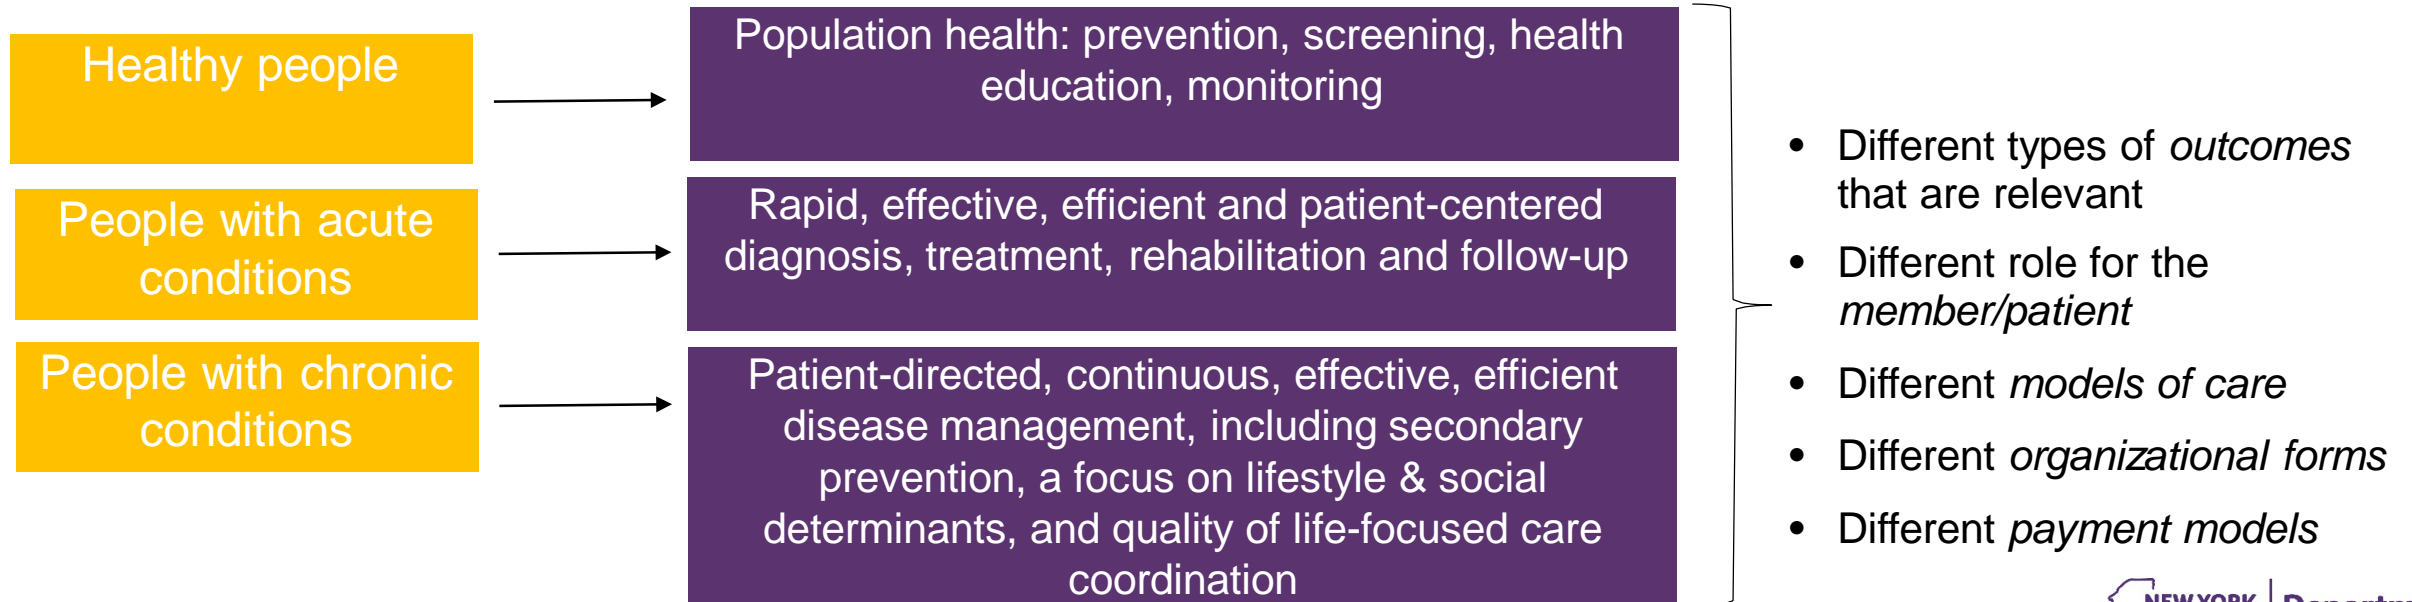 Healthy people
Population health: prevention, screening, health
education, monitoring
People with acute
conditions
Rapid, effective, efficient and patient-centered
diagnosis, treatment, rehabilitation and follow-up
People with chronic
conditions
Patient-directed, continuous, effective, efficient
disease management, including secondary
prevention, a focus on lifestyle & social
determinants, and quality of life-focused care
coordination
• Different types of outcomes
that are relevant
• Different role for the
member/patient
• Different models of care
• Different organizational forms
• Different payment models
NEW YORK